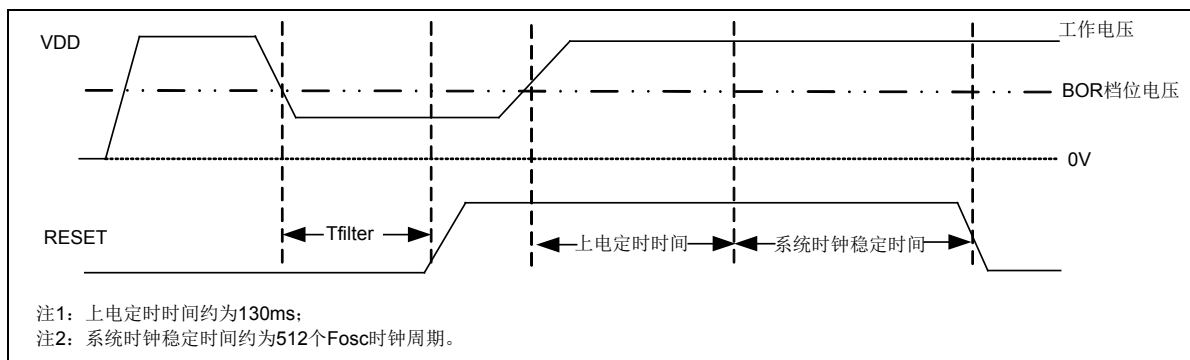 VDD
工作电压
BOR档位电压
0V
RESET
Tfilter
上电定时时间
系统时钟稳定时间
注1：上电定时时间约为130ms；
注2：系统时钟稳定时间约为512个Fosc时钟周期。